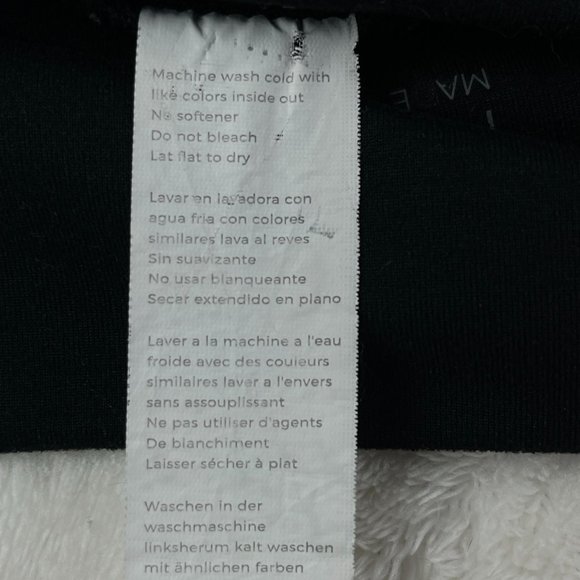 Machine wash cold with
like colors inside out
No softener
Do not bleach
Lat flat to dry
Lavar en lavadora con
agua fria con colores
similares lava al reves
Sin suavizante
No usar blanqueante
Secar extendido en plano
Laver a la machine a l'eau
froide avec des couieurs
similaires laver a l'envers
sans assouplissant
Ne pas utiliser d'agents
De blanchiment
Laisser sécher à plat
Waschen in der
waschmaschine
linksherum kalt waschen
mit ähnlichen farben